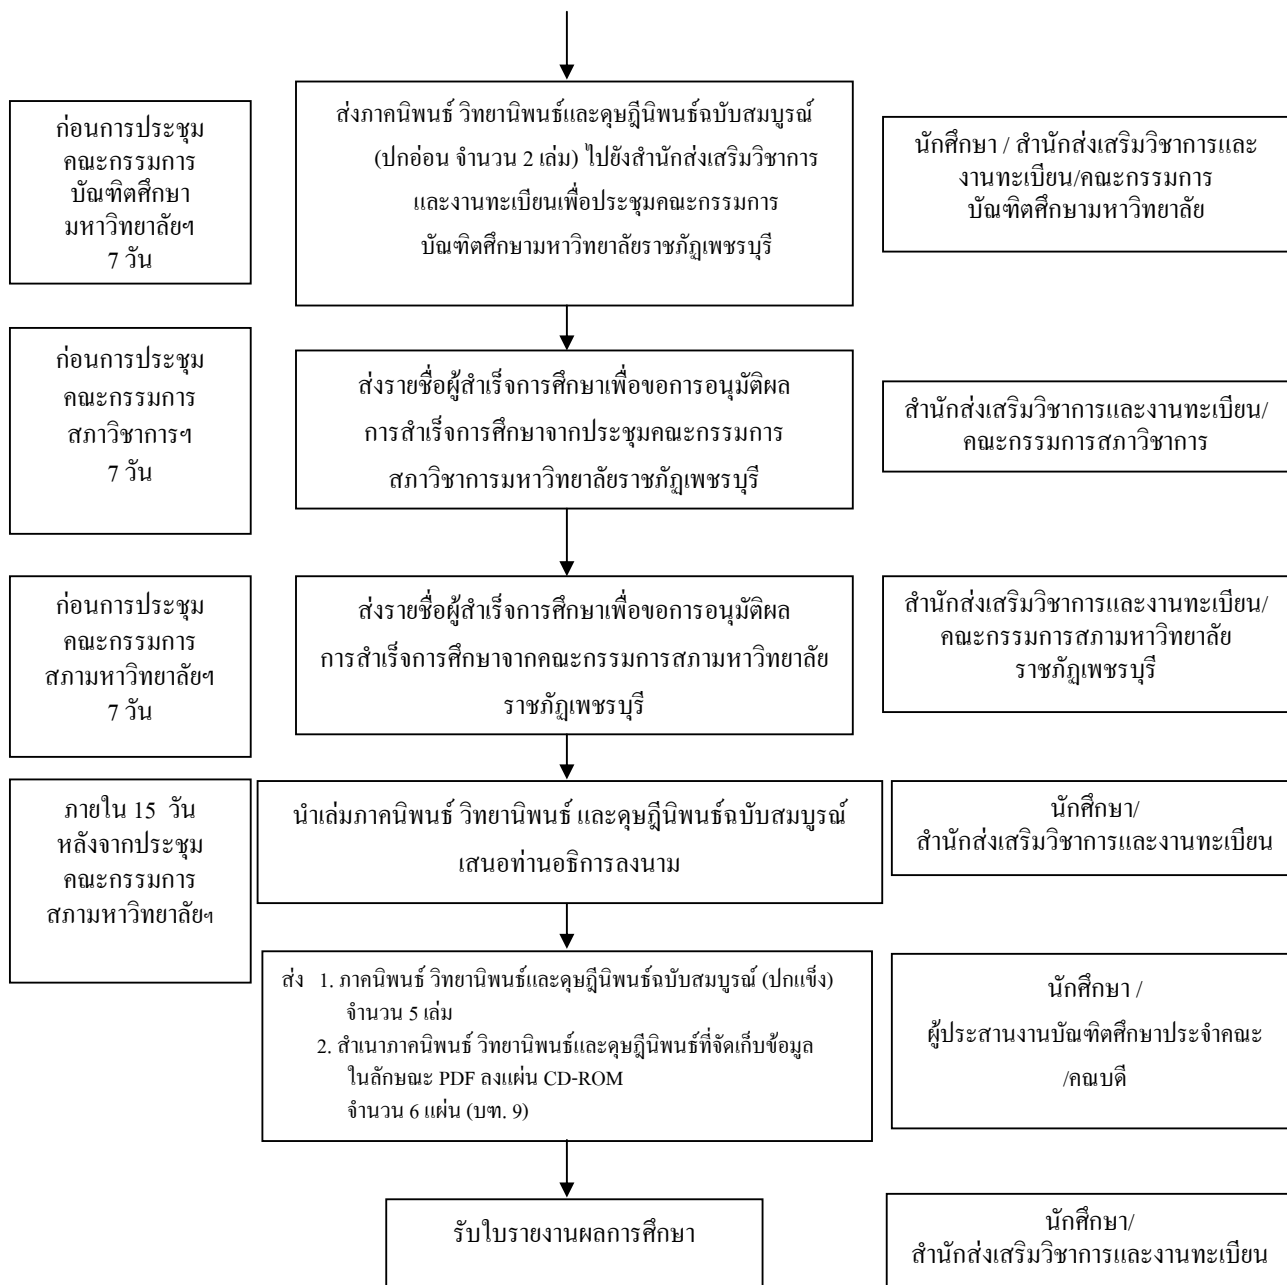 ก่อนการประชุม
คณะกรรมการ
บัณฑิตศึกษา
มหาวิทยาลัยฯ
7 วัน
ส่งภาคนิพนธ์ วิทยานิพนธ์และดุษฎีนิพนธ์ฉบับสมบูรณ์
(ปกอ่อน จำนวน 2 เล่ม) ไปยังสำนักส่งเสริมวิชาการ
และงานทะเบียนเพื่อประชุมคณะกรรมการ
บัณฑิตศึกษามหาวิทยาลัยราชภัฏเพชรบุรี
นักศึกษา / สำนักส่งเสริมวิชาการและ
งานทะเบียน/คณะกรรมการ
บัณฑิตศึกษามหาวิทยาลัย
ก่อนการประชุม
คณะกรรมการ
สภาวิชาการฯ
7 วัน
ส่งรายชื่อผู้สำเร็จการศึกษาเพื่อขอการอนุมัติผล
การสำเร็จการศึกษาจากประชุมคณะกรรมการ
สภาวิชาการมหาวิทยาลัยราชภัฏเพชรบุรี
สำนักส่งเสริมวิชาการและงานทะเบียน/
คณะกรรมการสภาวิชาการ
ก่อนการประชุม
คณะกรรมการ
สภามหาวิทยาลัยฯ
7 วัน
ส่งรายชื่อผู้สำเร็จการศึกษาเพื่อขอการอนุมัติผล
การสำเร็จการศึกษาจากคณะกรรมการสภามหาวิทยาลัย
ราชภัฏเพชรบุรี
สำนักส่งเสริมวิชาการและงานทะเบียน/
คณะกรรมการสภามหาวิทยาลัย
ราชภัฏเพชรบุรี
ภายใน 15 วัน
หลังจากประชุม
คณะกรรมการ
สภามหาวิทยาลัยฯ
นำเล่มภาคนิพนธ์ วิทยานิพนธ์ และดุษฎีนิพนธ์ฉบับสมบูรณ์
เสนอท่านอธิการลงนาม
นักศึกษา/
สำนักส่งเสริมวิชาการและงานทะเบียน
ส่ง 1. ภาคนิพนธ์ วิทยานิพนธ์และดุษฎีนิพนธ์ฉบับสมบูรณ์ (ปกแข็ง)
จำนวน 5 เล่ม
2. สำเนาภาคนิพนธ์ วิทยานิพนธ์และดุษฎีนิพนธ์ที่จัดเก็บข้อมูล
ในลักษณะ PDF ลงแผ่น CD-ROM
จำนวน 6 แผ่น (บฑ. 9)
นักศึกษา /
ผู้ประสานงานบัณฑิตศึกษาประจำคณะ
/คณบดี
รับใบรายงานผลการศึกษา
นักศึกษา/
สำนักส่งเสริมวิชาการและงานทะเบียน